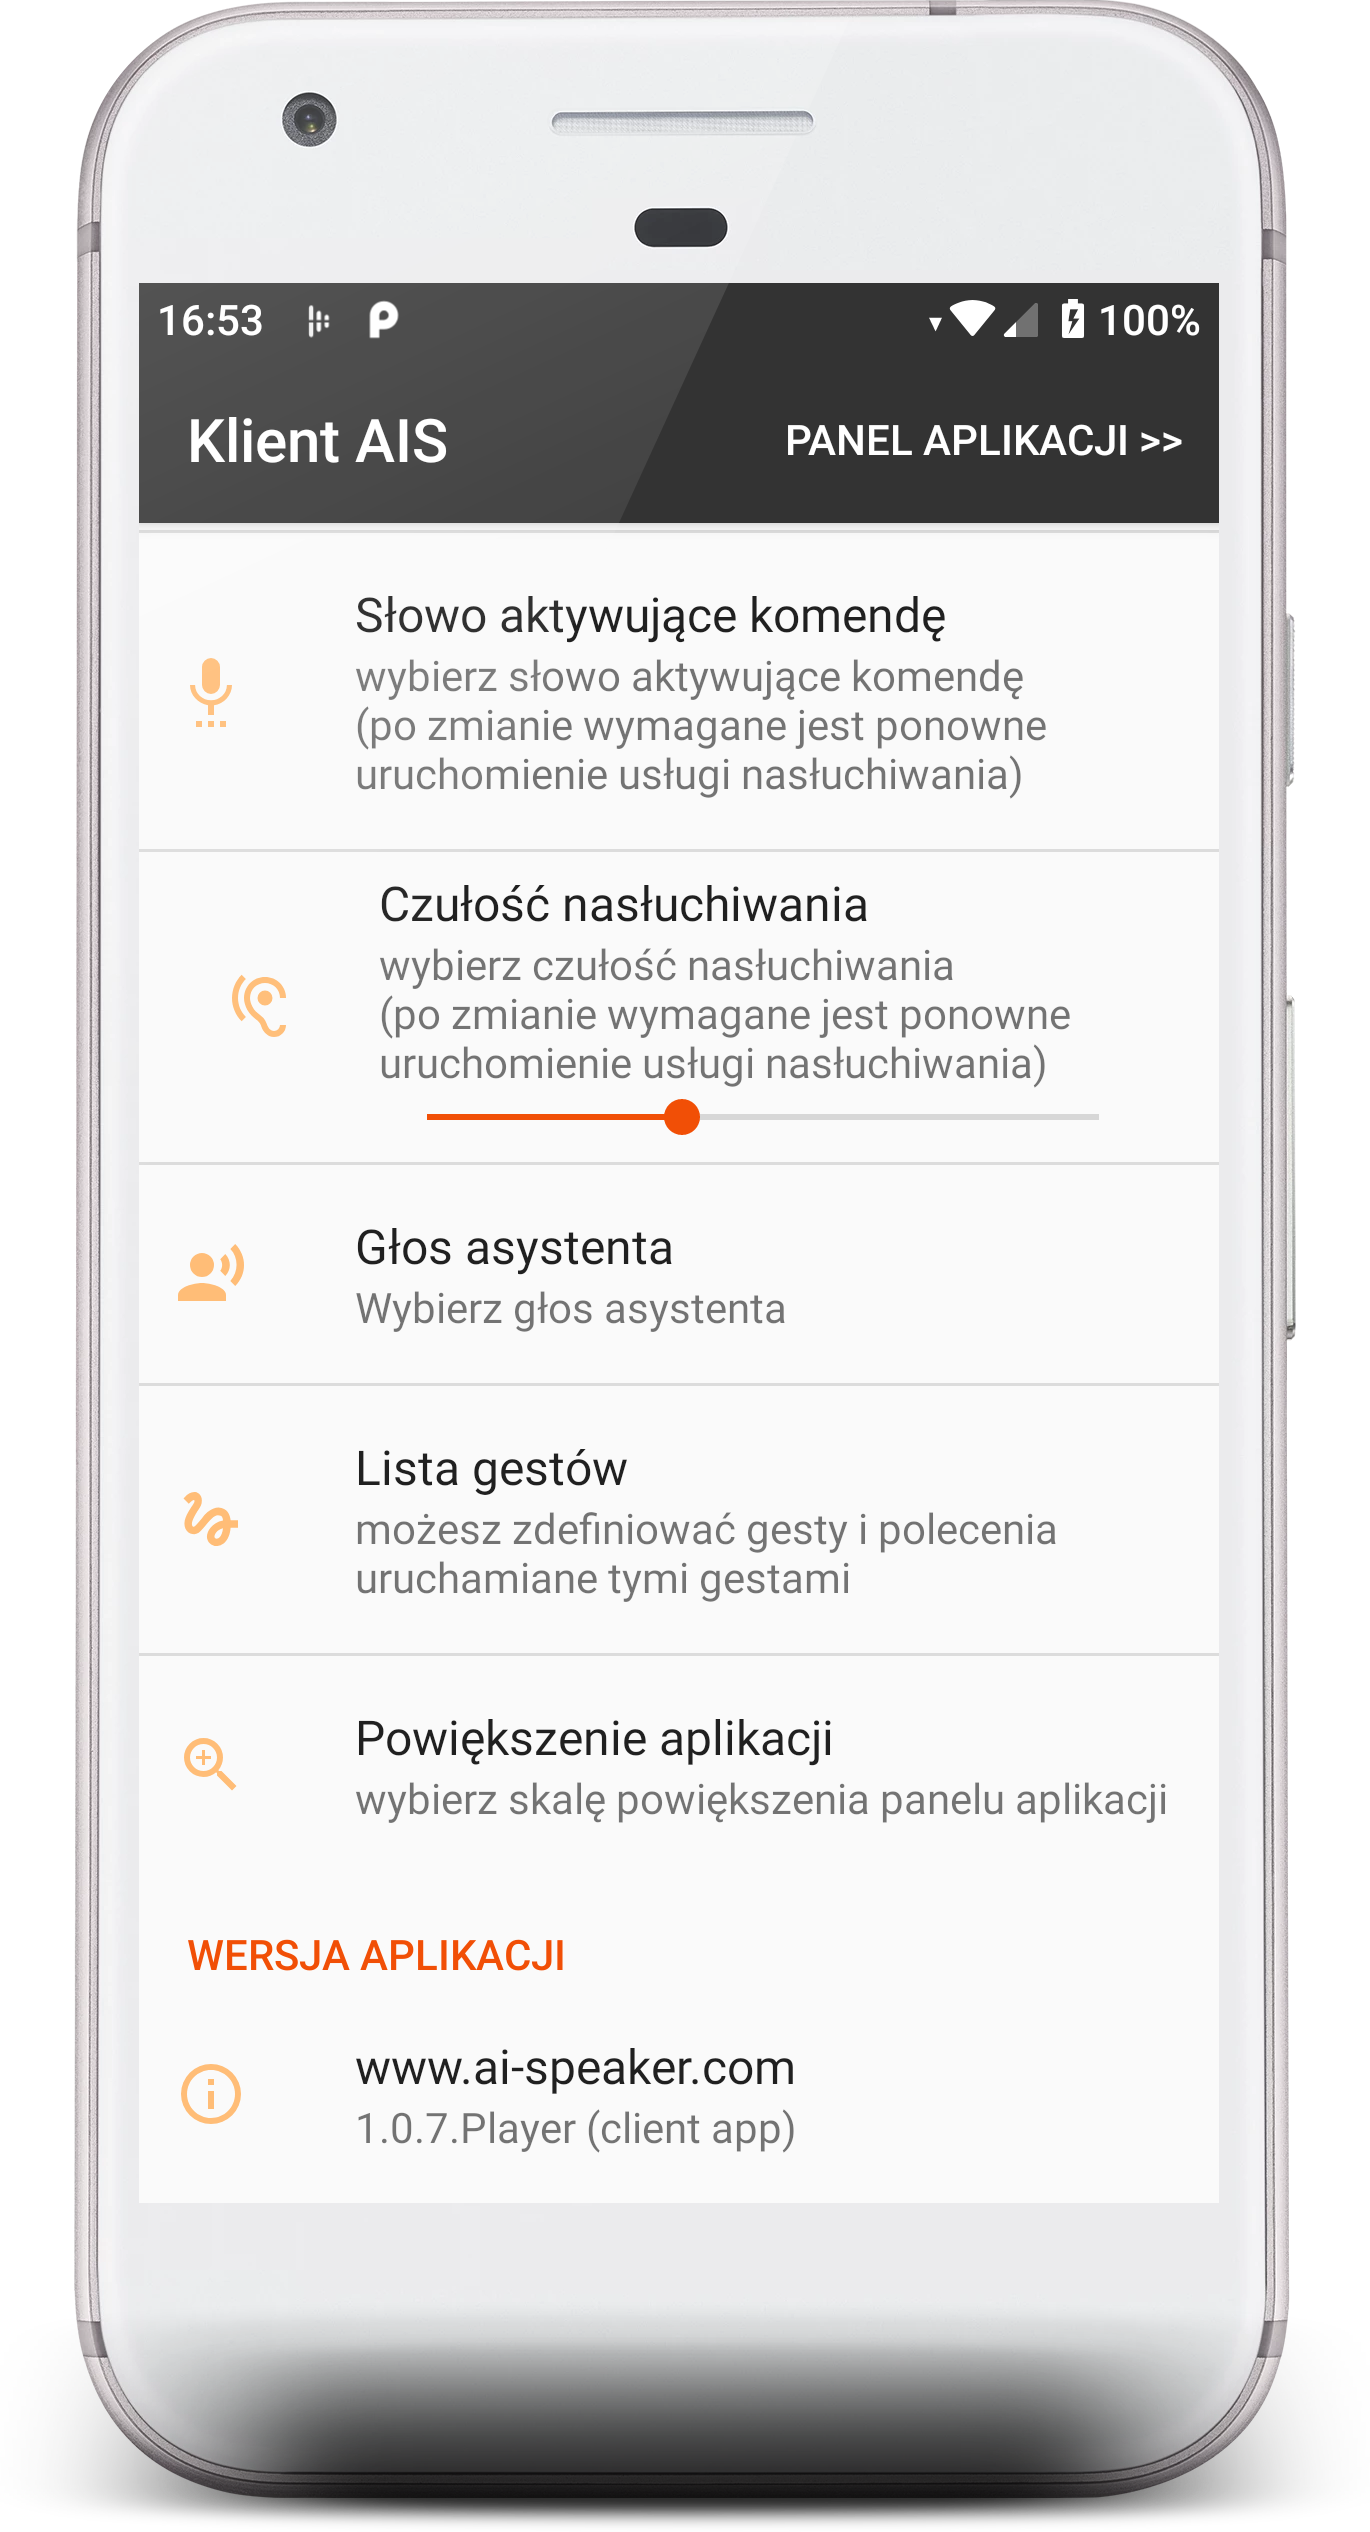 16:53
100%
Klient AIS
PANEL APLIKACJI >>
Słowo aktywujące komendę
wybierz słowo aktywujące komendę
(po zmianie wymagane jest ponowne
uruchomienie usługi nasłuchiwania)
Czułość nasłuchiwania
wybierz czułość nasłuchiwania
(po zmianie wymagane jest ponowne
uruchomienie usługi nasłuchiwania)
Głos asystenta
Wybierz głos asystenta
Lista gestów
możesz zdefiniować gesty i polecenia
uruchamiane tymi gestami
Powiększenie aplikacji
wybierz skalę powiększenia panelu aplikacji
WERSJA APLIKACJI
www.ai-speaker.com
1.0.7.Player (client app)